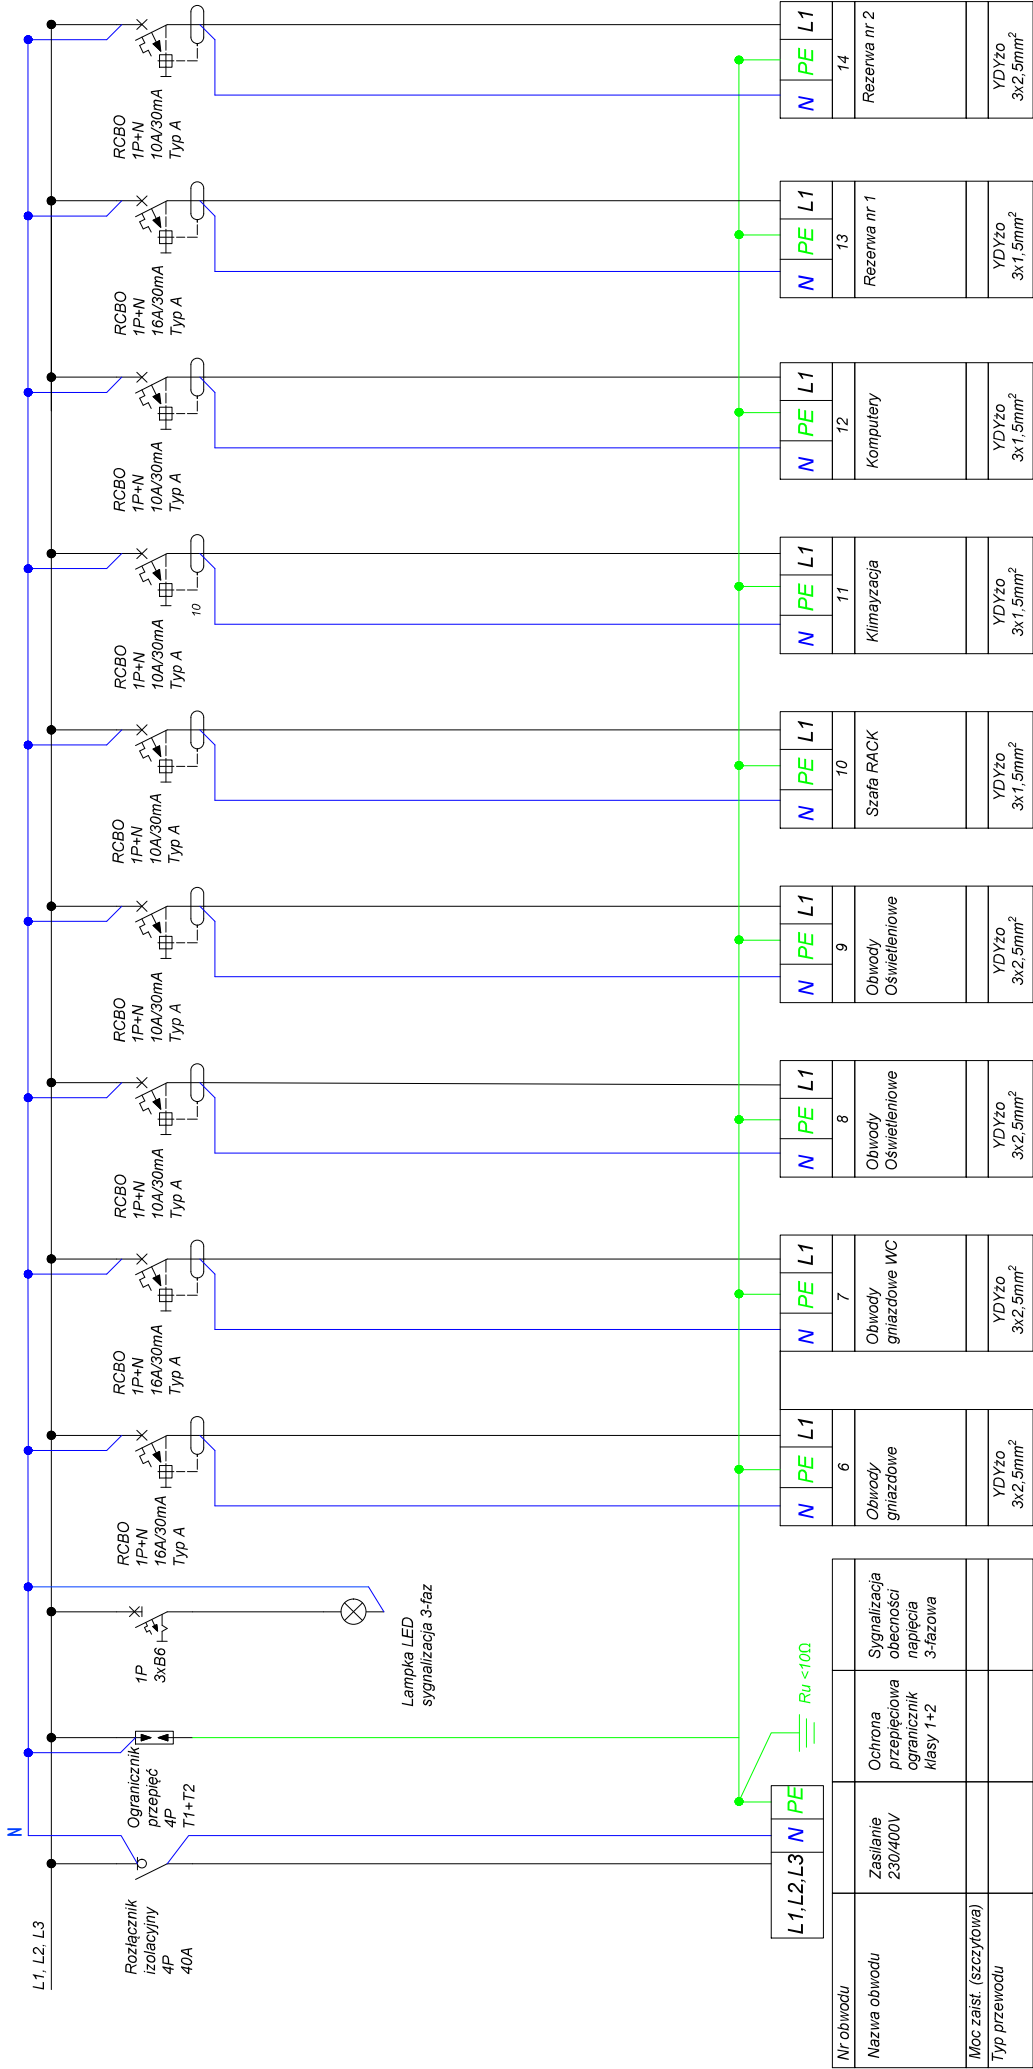 L1, L2, L3
N
Rozłącznik
izolacyjny
4P
40A
Ogranicznik
przepięć
4P
T1+T2
1P
3xB6
Lampka LED
sygnalizacja 3-faz
RCBO
1P+N
16A/30mA
Typ A
RCBO
1P+N
16A/30mA
Typ A
RCBO
1P+N
10A/30mA
Typ A
RCBO
1P+N
10A/30mA
Typ A
RCBO
1P+N
10A/30mA
Typ A
RCBO
1P+N
10A/30mA
Typ A
10
RCBO
1P+N
10A/30mA
Typ A
RCBO
1P+N
16A/30mA
Typ A
RCBO
1P+N
10A/30mA
Typ A
L1,L2,L3 N PE
Ru <10Ω
N PE L1
N PE L1
N PE L1
N PE L1
N PE L1
N PE L1
N PE L1
N PE L1
N PE L1
Nr obwodu
6
7
8
9
10
11
12
13
14
Nazwa obwodu
Zasilanie
230/400V
Ochrona
przepięciowa
ogranicznik
klasy 1+2
Sygnalizacja
obecności
napięcia
3-fazowa
Obwody
gniazdowe
Obwody
gniazdowe WC
Obwody
Oświetleniowe
Obwody
Oświetleniowe
Szafa RACK
Klimayzacja
Komputery
Rezerwa nr 1
Rezerwa nr 2
Moc zaist. (szczytowa)
Typ przewodu
YDYżo
3x2,5mm²
YDYżo
3x2,5mm²
YDYżo
3x2,5mm²
YDYżo
3x2,5mm²
YDYżo
3x1,5mm²
YDYżo
3x1,5mm²
YDYżo
3x1,5mm²
YDYżo
3x1,5mm²
YDYżo
3x2,5mm²